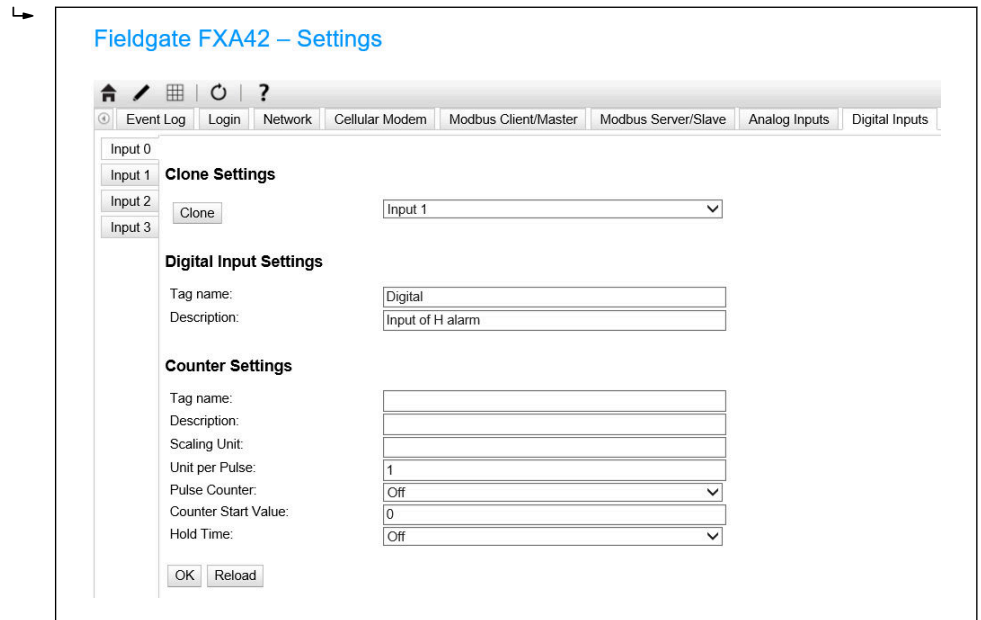 Fieldgate FXA42 – Settings
?
Event Log Login Network Cellular Modem Modbus Client/Master Modbus Server/Slave Analog Inputs Digital Inputs
Input 0
Input 1
Input 2
Input 3
Clone Settings
Clone Input 1
Digital Input Settings
Tag name: Digital
Description: Input of H alarm
Counter Settings
Tag name:
Description:
Scaling Unit:
Unit per Pulse: 1
Pulse Counter: Off
Counter Start Value: 0
Hold Time: Off
OK Reload